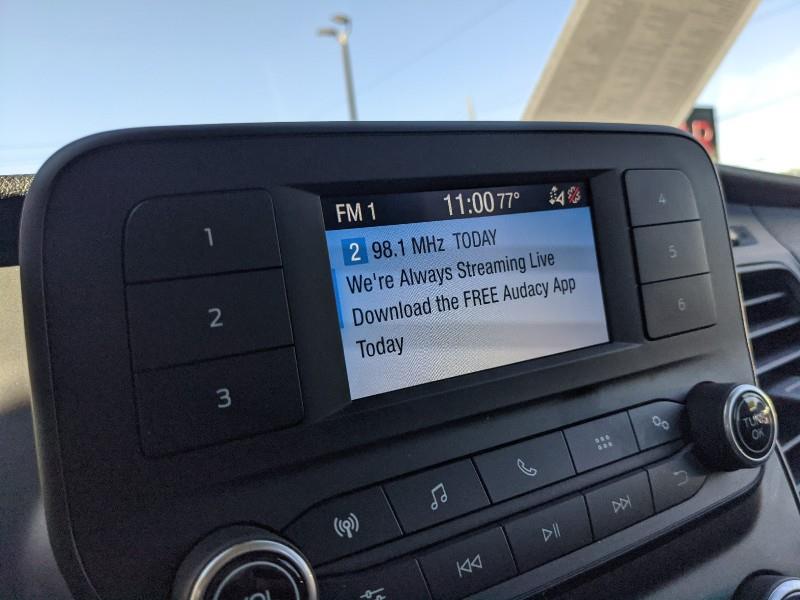 FM 1 11:00 77°
2 98.1 MHz TODAY
We're Always Streaming Live
Download the FREE Audacy App
Today
1
2
3
4
5
6
TUNE
OK
VOL